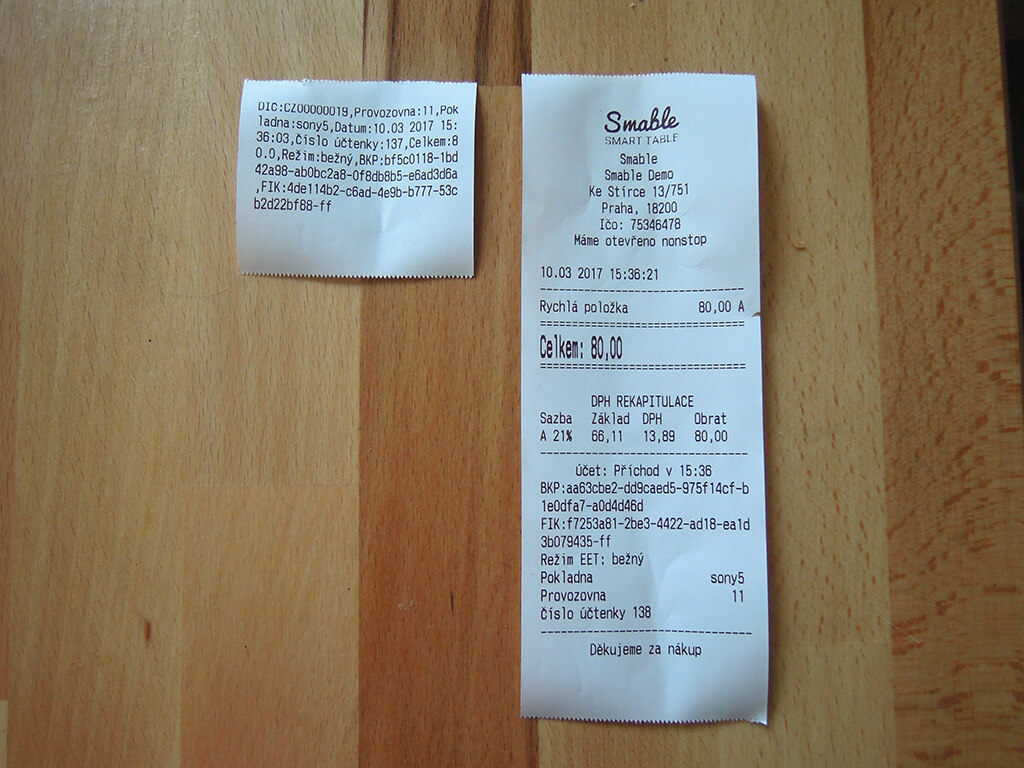 DIC:CZ00000019,Provozovna:11,Pok
ladna:sony5,Datum:10.03 2017 15:
36:03,Číslo účtenky:137,Celkem:8
0.0,Režim:bežný,BKP:bf5c0118-1bd
42a98-ab0bc2a8-0f8db8b5-e6ad3d6a
,FIK:4de114b2-c6ad-4e9b-b777-53c
b2d22bf88-ff
Smable
SMART TABLE
Smable
Smable Demo
Ke Stírce 13/751
Praha, 18200
Ičo: 75346478
Máme otevřeno nonstop
10.03 2017 15:36:21
Rychlá položka 80,00 A
Celkem: 80,00
DPH REKAPITULACE
Sazba Základ DPH Obrat
A 21% 66,11 13,89 80,00
účet: Příchod v 15:36
BKP:aa63cbe2-dd9caed5-975f14cf-b
1e0dfa7-a0d4d46d
FIK:f7253a81-2be3-4422-ad18-ea1d
3b079435-ff
Režim EET: bežný
Pokladna sony5
Provozovna 11
Číslo účtenky 138
Děkujeme za nákup